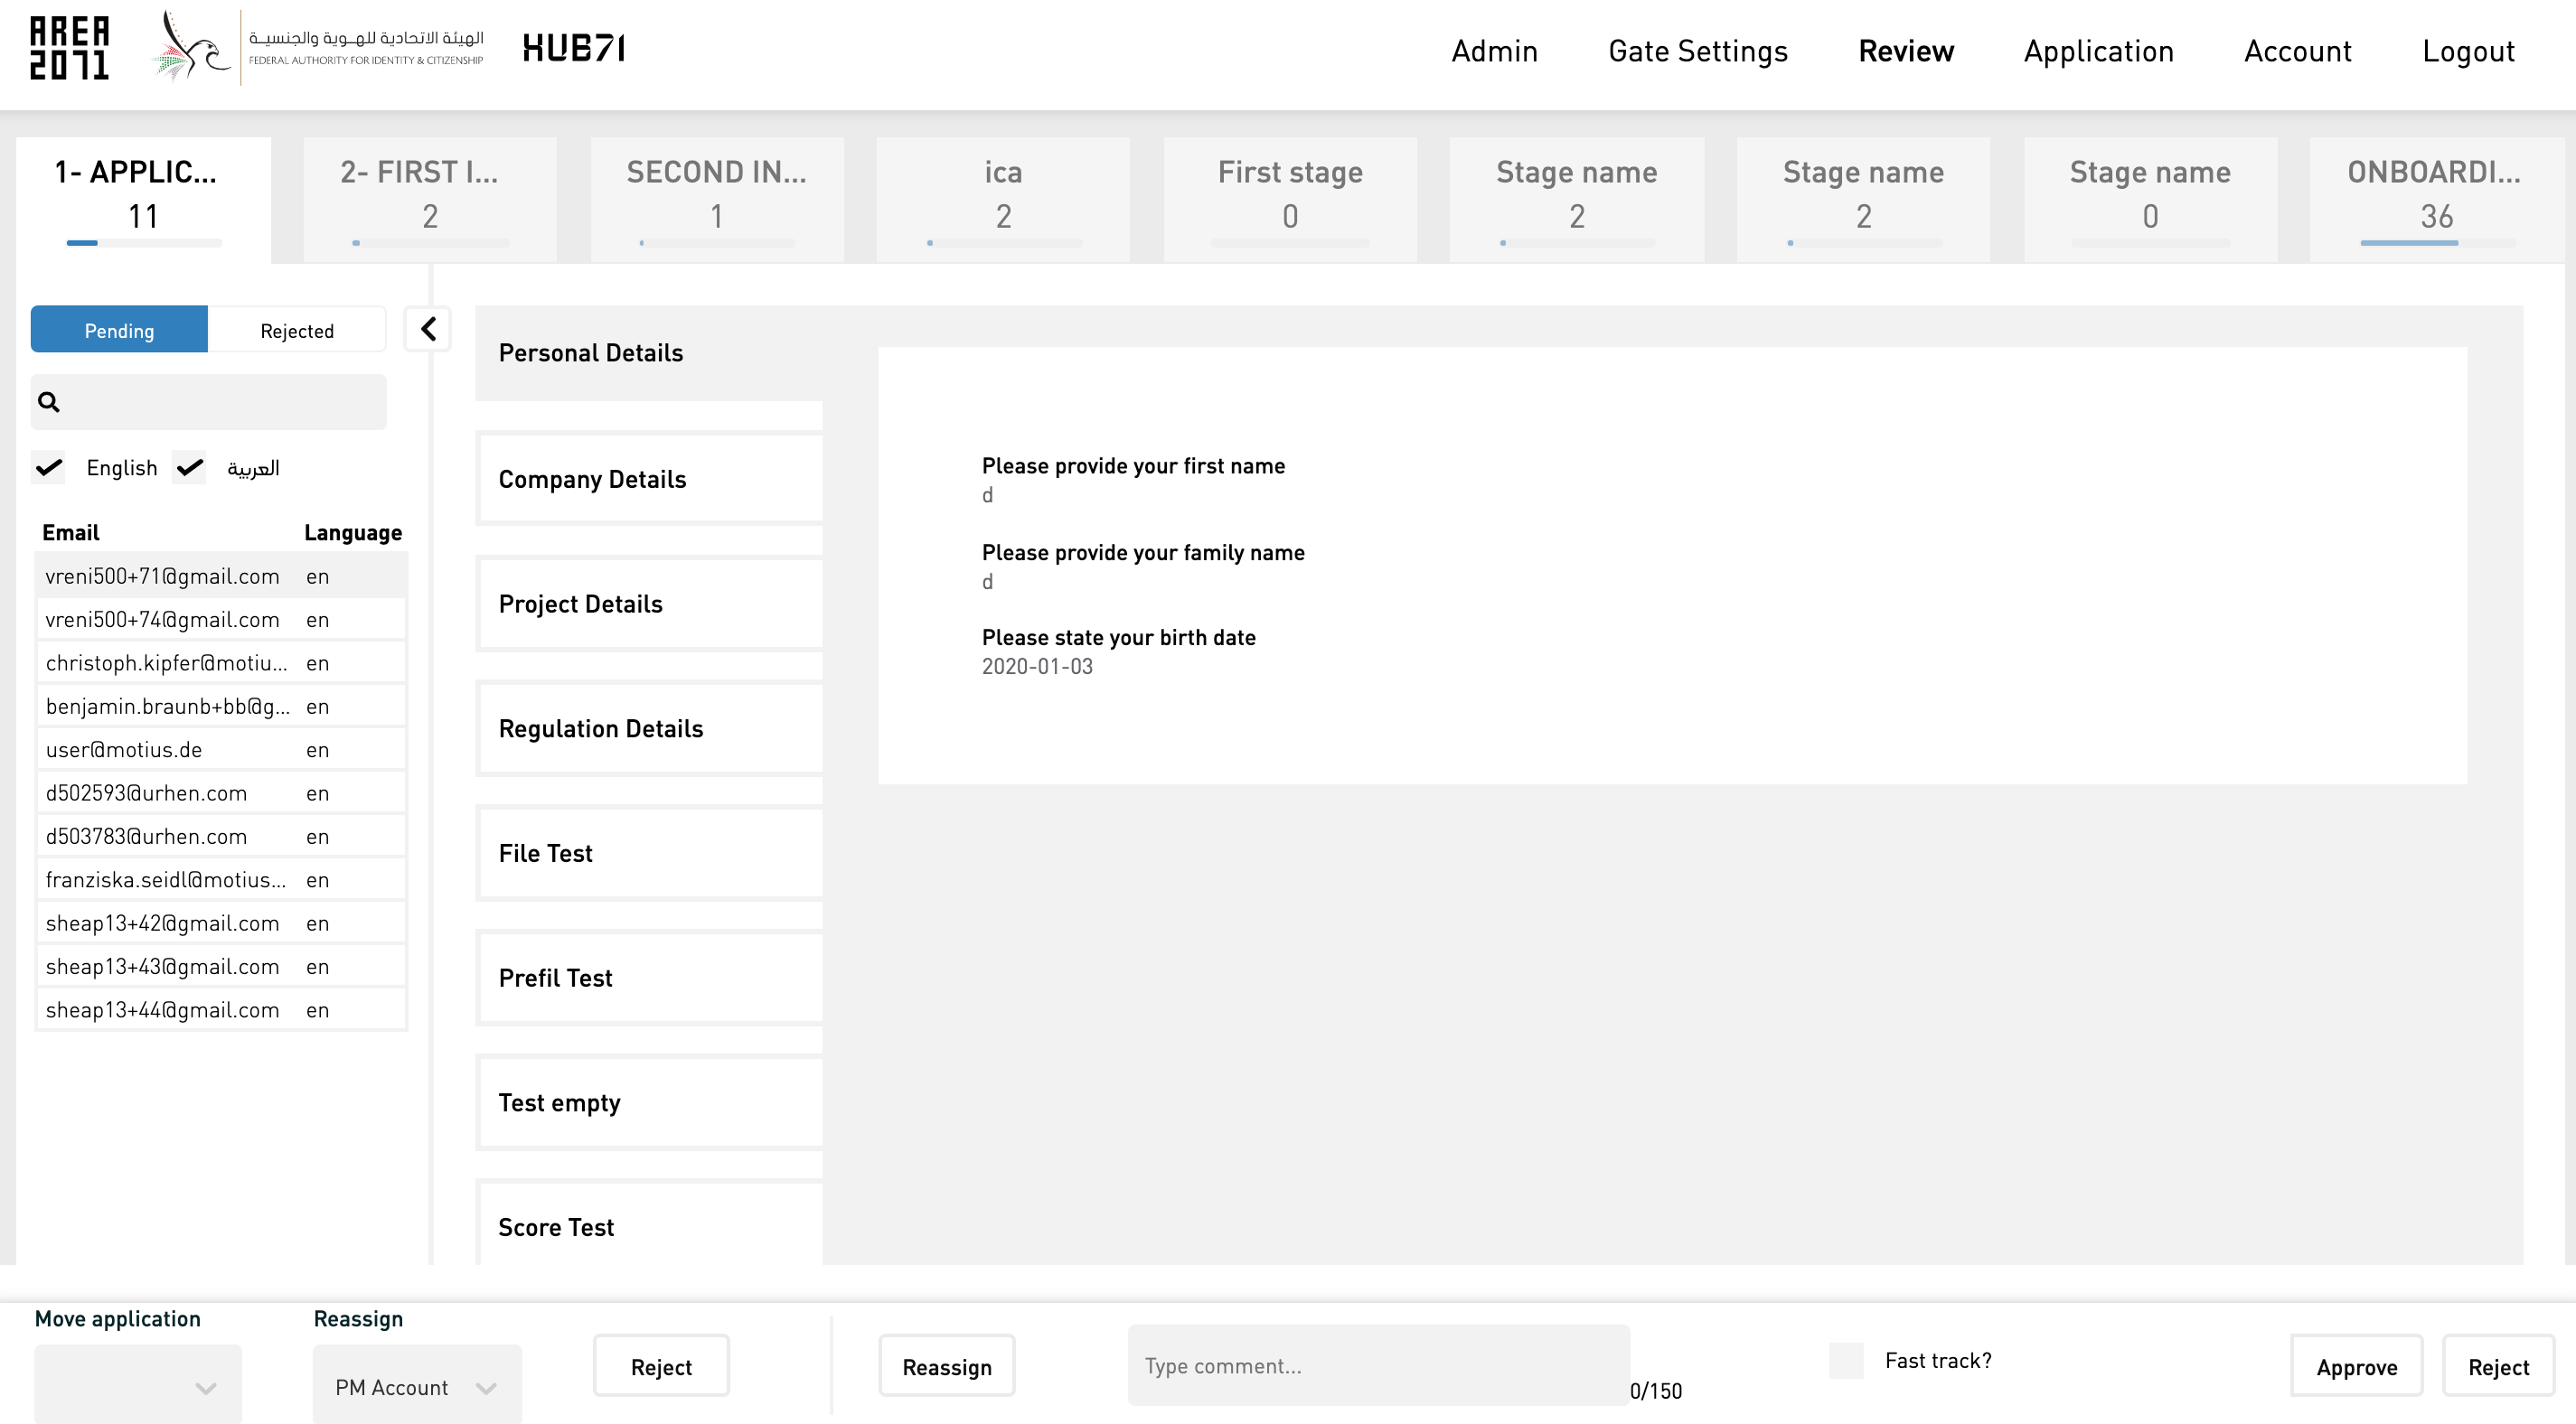 AREA
2071
الهيئة الاتحادية للهـوية والجنسيـة
FEDERAL AUTHORITY FOR IDENTITY & CITIZENSHIP
HUB71
Admin
Gate Settings
Review
Application
Account
Logout
1- APPLIC...
11
2- FIRST I...
2
SECOND IN...
1
ica
2
First stage
0
Stage name
2
Stage name
2
Stage name
0
ONBOARDI...
36
Pending
Rejected
English
العربية
Email Language
vreni500+71@gmail.com en
vreni500+74@gmail.com en
christoph.kipfer@motiu... en
benjamin.braunb+bb@g... en
user@motius.de en
d502593@urhen.com en
d503783@urhen.com en
franziska.seidl@motius... en
sheap13+42@gmail.com en
sheap13+43@gmail.com en
sheap13+44@gmail.com en
Personal Details
Company Details
Project Details
Regulation Details
File Test
Prefil Test
Test empty
Score Test
Please provide your first name
d
Please provide your family name
d
Please state your birth date
2020-01-03
Move application
Reassign
PM Account
Reject
Reassign
Type comment...
0/150
Fast track?
Approve
Reject